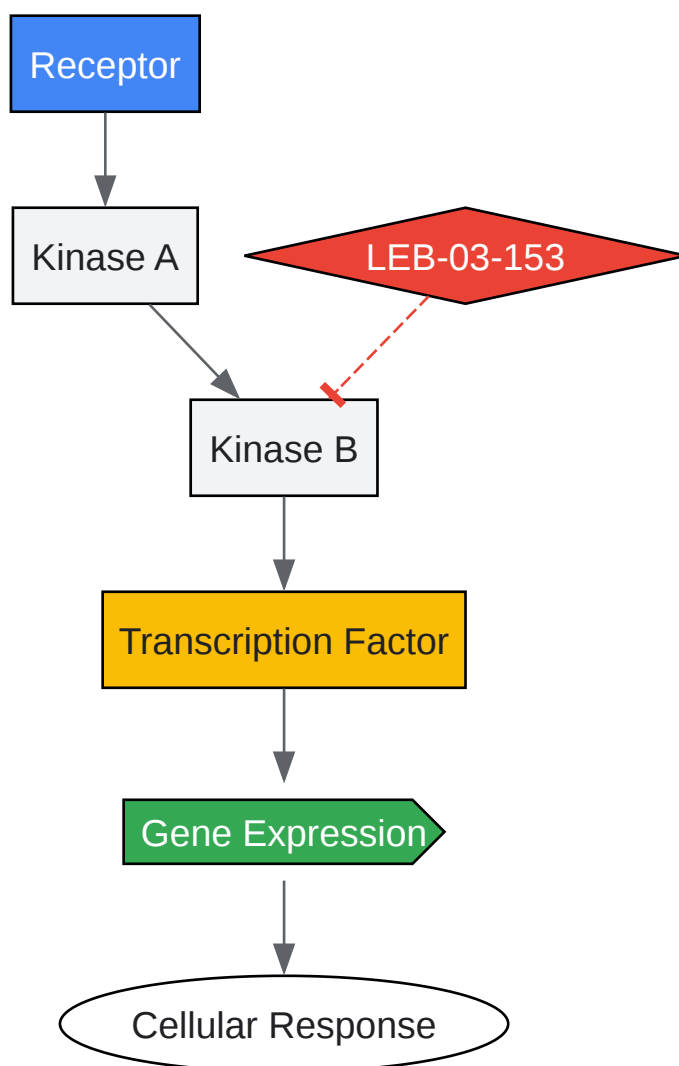 Receptor
Kinase A
LEB-03-153
Kinase B
Transcription Factor
Gene Expression
Cellular Response